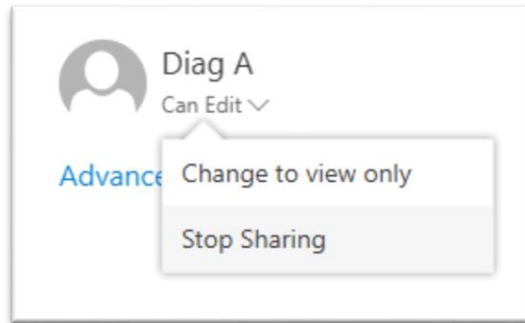 Diag A
Can Edit
Advance
Change to view only
Stop Sharing